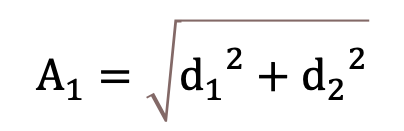 A₁ = √(d₁² + d₂²)